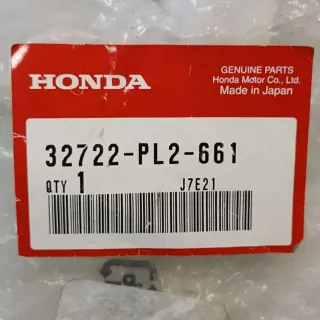 HONDA
GENUINE PARTS
Honda Motor Co., Ltd.
Made in Japan
32722-PL2-661
QTY 1 J7E21